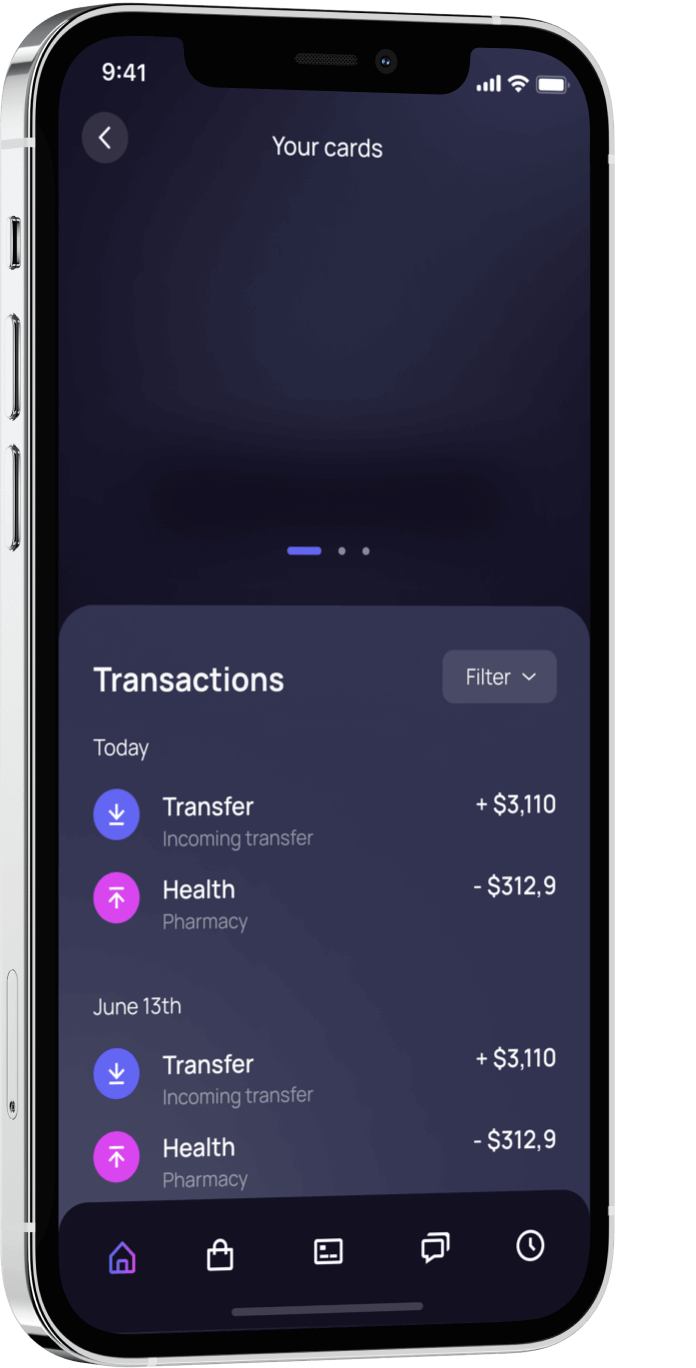 9:41
Your cards
Transactions
Filter
Today
Transfer
+ $3,110
Incoming transfer
Health
- $312,9
Pharmacy
June 13th
Transfer
+ $3,110
Incoming transfer
Health
- $312,9
Pharmacy